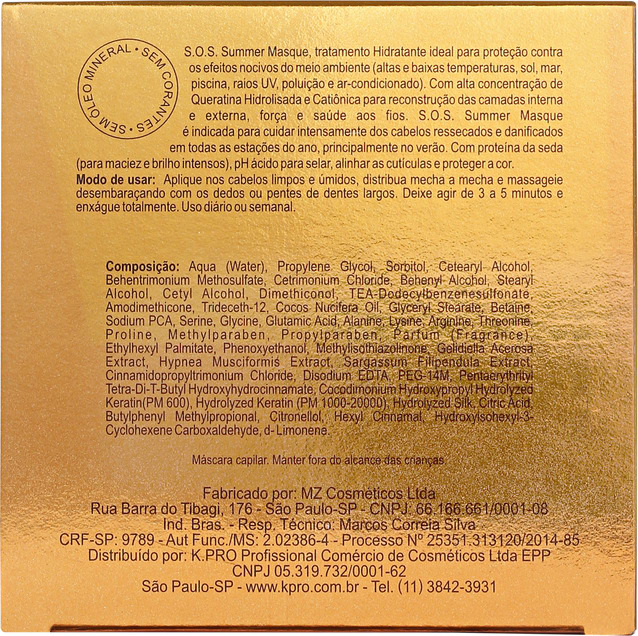 SEM ÓLEO MINERAL • SEM CORANTES •
S.O.S. Summer Masque, tratamento Hidratante ideal para proteção contra
os efeitos nocivos do meio ambiente (altas e baixas temperaturas, sol, mar,
piscina, raios UV, poluição e ar-condicionado). Com alta concentração de
Queratina Hidrolisada e Catiônica para reconstrução das camadas interna
e externa, força e saúde aos fios. S.O.S. Summer Masque
é indicada para cuidar intensamente dos cabelos ressecados e danificados
em todas as estações do ano, principalmente no verão. Com proteína da seda
(para maciez e brilho intensos), pH ácido para selar, alinhar as cutículas e proteger a cor.
Modo de usar: Aplique nos cabelos limpos e úmidos, distribua mecha a mecha e massageie
desembaraçando com os dedos ou pentes de dentes largos. Deixe agir de 3 a 5 minutos e
enxágue totalmente. Uso diário ou semanal.
Composição: Aqua (Water), Propylene Glycol, Sorbitol, Cetearyl Alcohol,
Behentrimonium Methosulfate, Cetrimonium Chloride, Behenyl Alcohol, Stearyl
Alcohol, Cetyl Alcohol, Dimethiconol, TEA-Dodecylbenzenesulfonate,
Amodimethicone, Trideceth-12, Cocos Nucifera Oil, Glyceryl Stearate, Betaine,
Sodium PCA, Serine, Glycine, Glutamic Acid, Alanine, Lysine, Arginine, Threonine,
Proline, Methylparaben, Propylparaben, Parfum (Fragrance),
Ethylhexyl Palmitate, Phenoxyethanol, Methylisothiazolinone, Gelidiella Acerosa
Extract, Hypnea Musciformis Extract, Sargassum Filipendula Extract,
Cinnamidopropyltrimonium Chloride, Disodium EDTA, PEG-14M, Pentaerythrityl
Tetra-Di-T-Butyl Hydroxyhydrocinnamate, Cocodimonium Hydroxypropyl Hydrolyzed
Keratin(PM 600), Hydrolyzed Keratin (PM 1000-20000), Hydrolyzed Silk, Citric Acid,
Butylphenyl Methylpropional, Citronellol, Hexyl Cinnamal, Hydroxyisohexyl-3-
Cyclohexene Carboxaldehyde, d- Limonene.
Máscara capilar. Manter fora do alcance das crianças.
Fabricado por: MZ Cosméticos Ltda
Rua Barra do Tibagi, 176 - São Paulo-SP - CNPJ: 66.166.661/0001-08
Ind. Bras. - Resp. Técnico: Marcos Correia Silva
CRF-SP: 9789 - Aut Func./MS: 2.02386-4 - Processo Nº 25351.313120/2014-85
Distribuído por: K.PRO Profissional Comércio de Cosméticos Ltda EPP
CNPJ 05.319.732/0001-62
São Paulo-SP - www.kpro.com.br - Tel. (11) 3842-3931